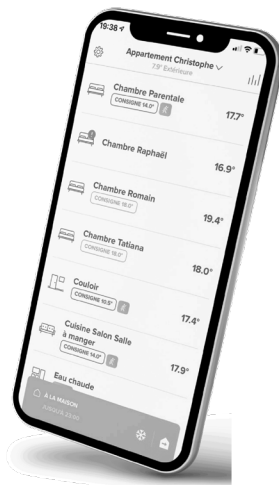 19:38
Appartement Christophe
7.9° Extérieure
Chambre Parentale
CONSIGNE 14.0°
17.7°
Chambre Raphaël
16.9°
Chambre Romain
CONSIGNE 16.0°
19.4°
Chambre Tatiana
CONSIGNE 16.0°
18.0°
Couloir
CONSIGNE 10.5°
17.4°
Cuisine Salon Salle
à manger
CONSIGNE 14.0°
17.9°
Eau chaude
À LA MAISON